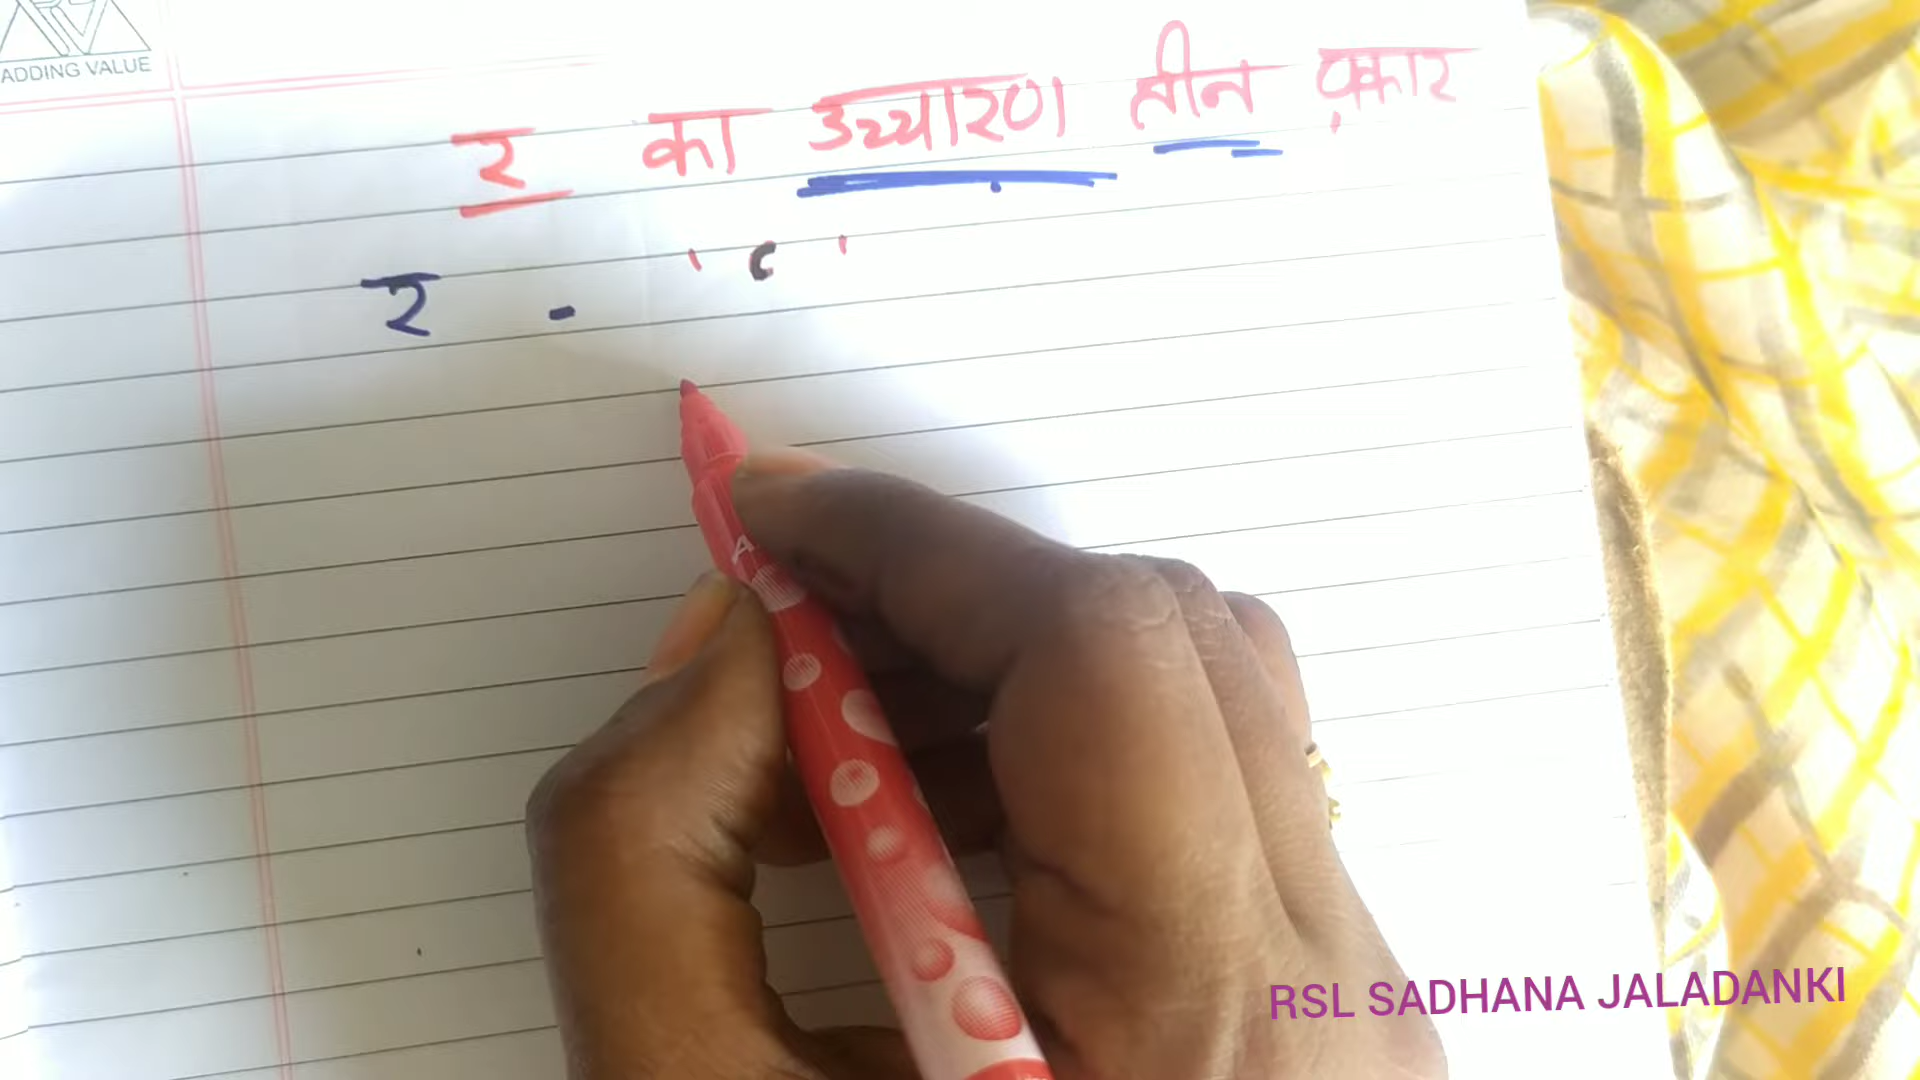 ADDING VALUE
र का उच्चारण तीन प्रकार
र - ' c '
RSL SADHANA JALADANKI